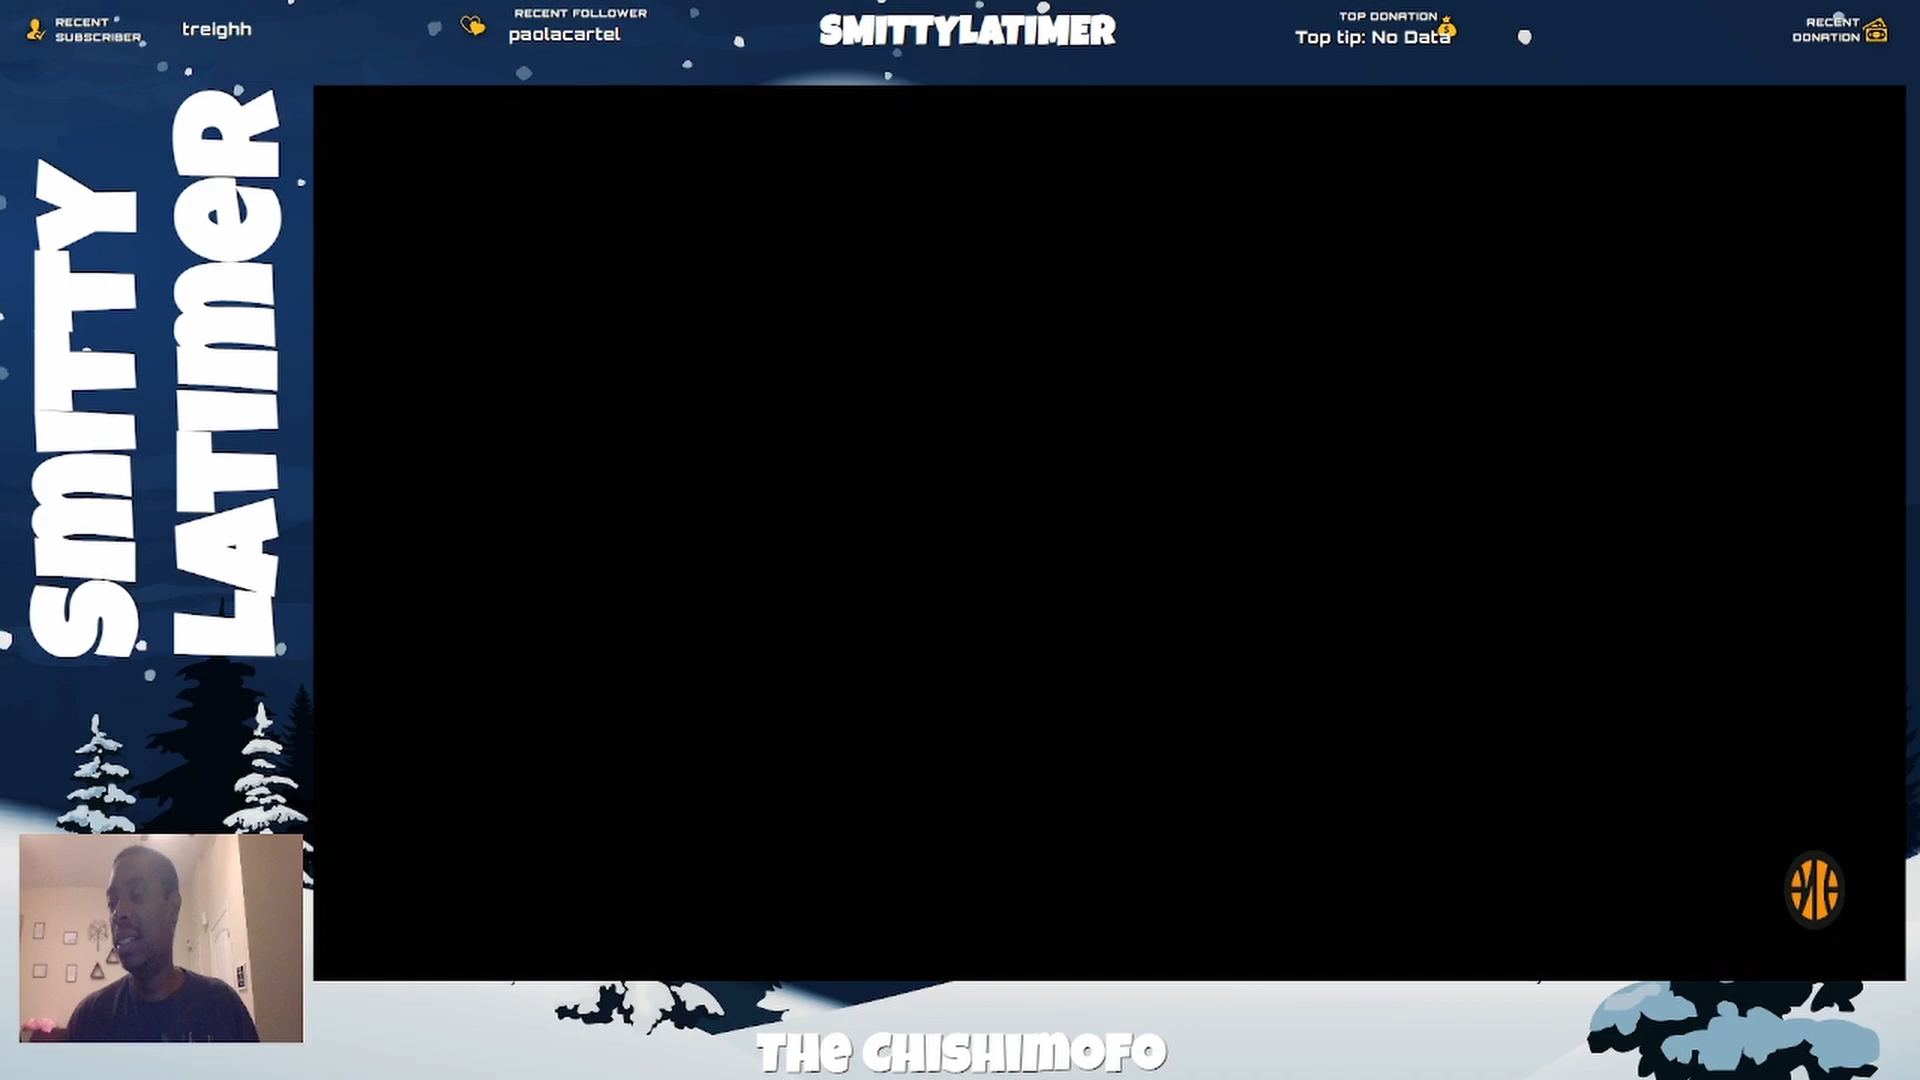 RECENT
SUBSCRIBER
treighh
RECENT FOLLOWER
paolacartel
SMITTYLATIMER
TOP DONATION
Top tip: No Data
RECENT
DONATION
SMITTY
LATIMER
THE CHISHIMOFO